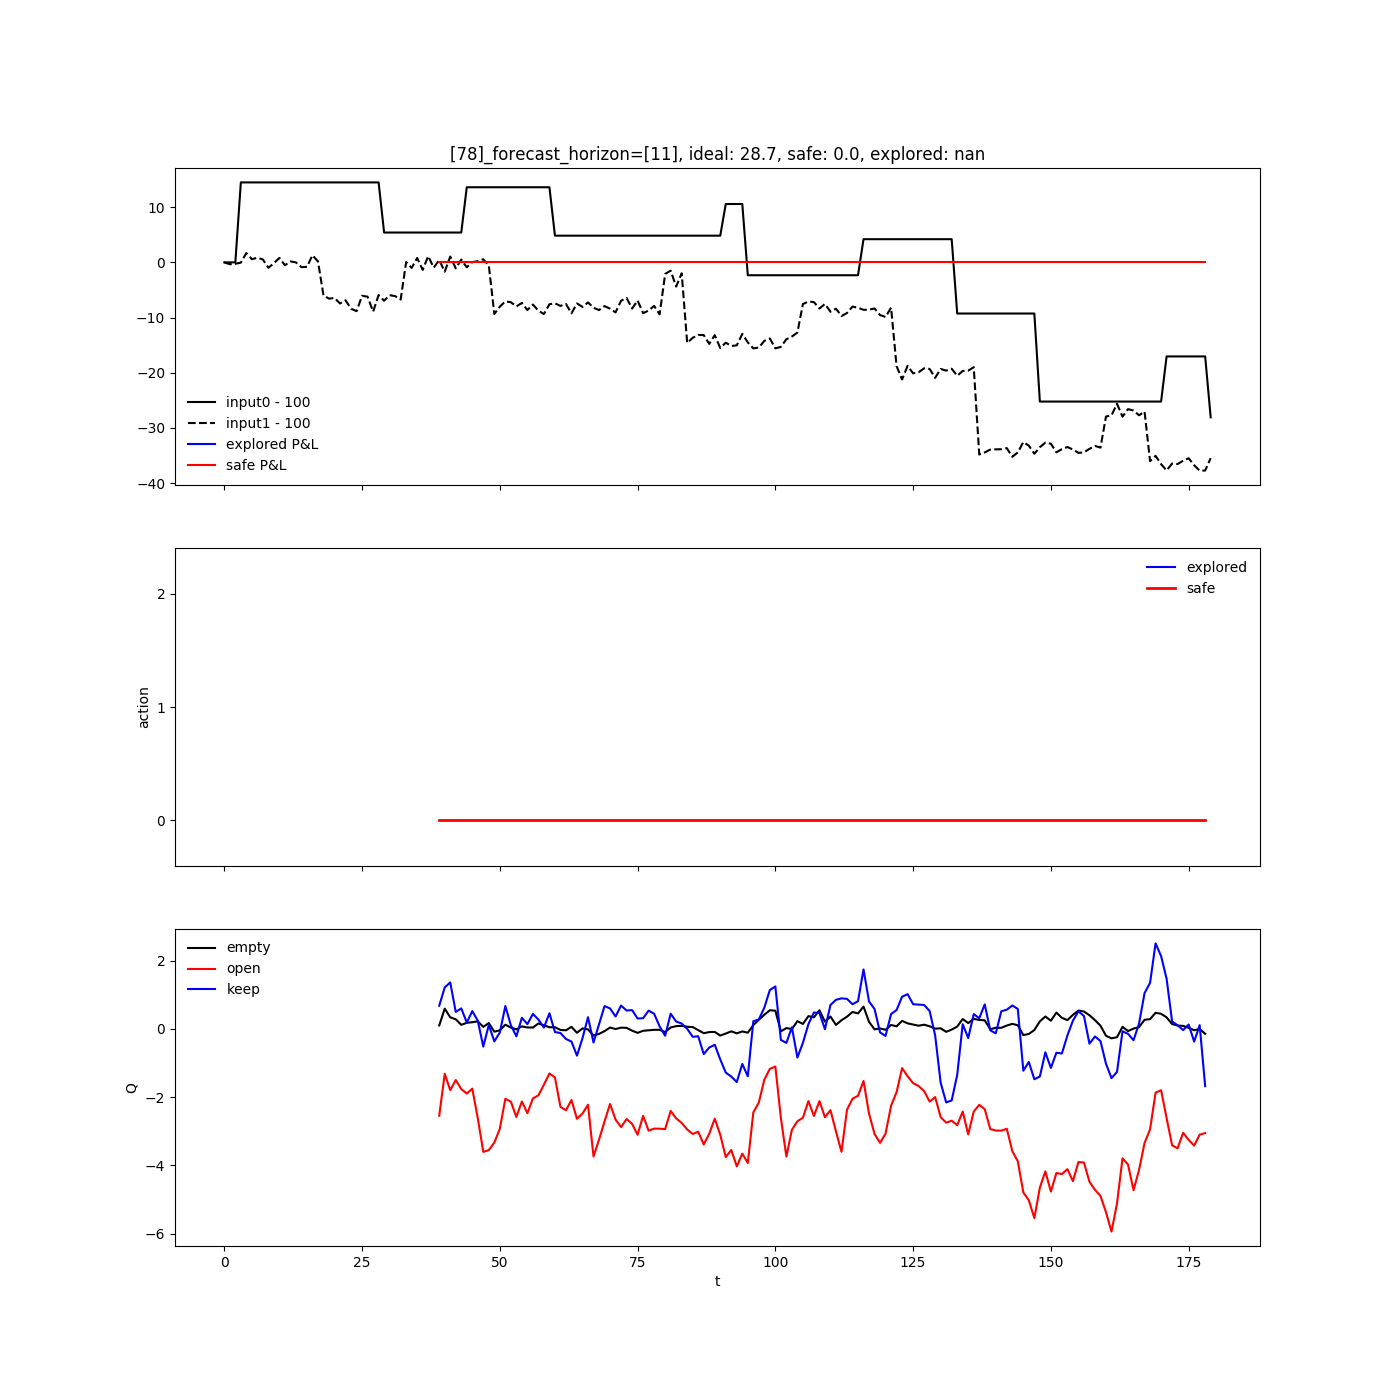 [78]_forecast_horizon=[11], ideal: 28.7, safe: 0.0, explored: nan
10
0
−10
−20
−30
−40
input0 - 100
input1 - 100
explored P&L
safe P&L
2
1
0
action
explored
safe
2
0
−2
−4
−6
Q
empty
open
keep
0 25 50 75 100 125 150 175
t